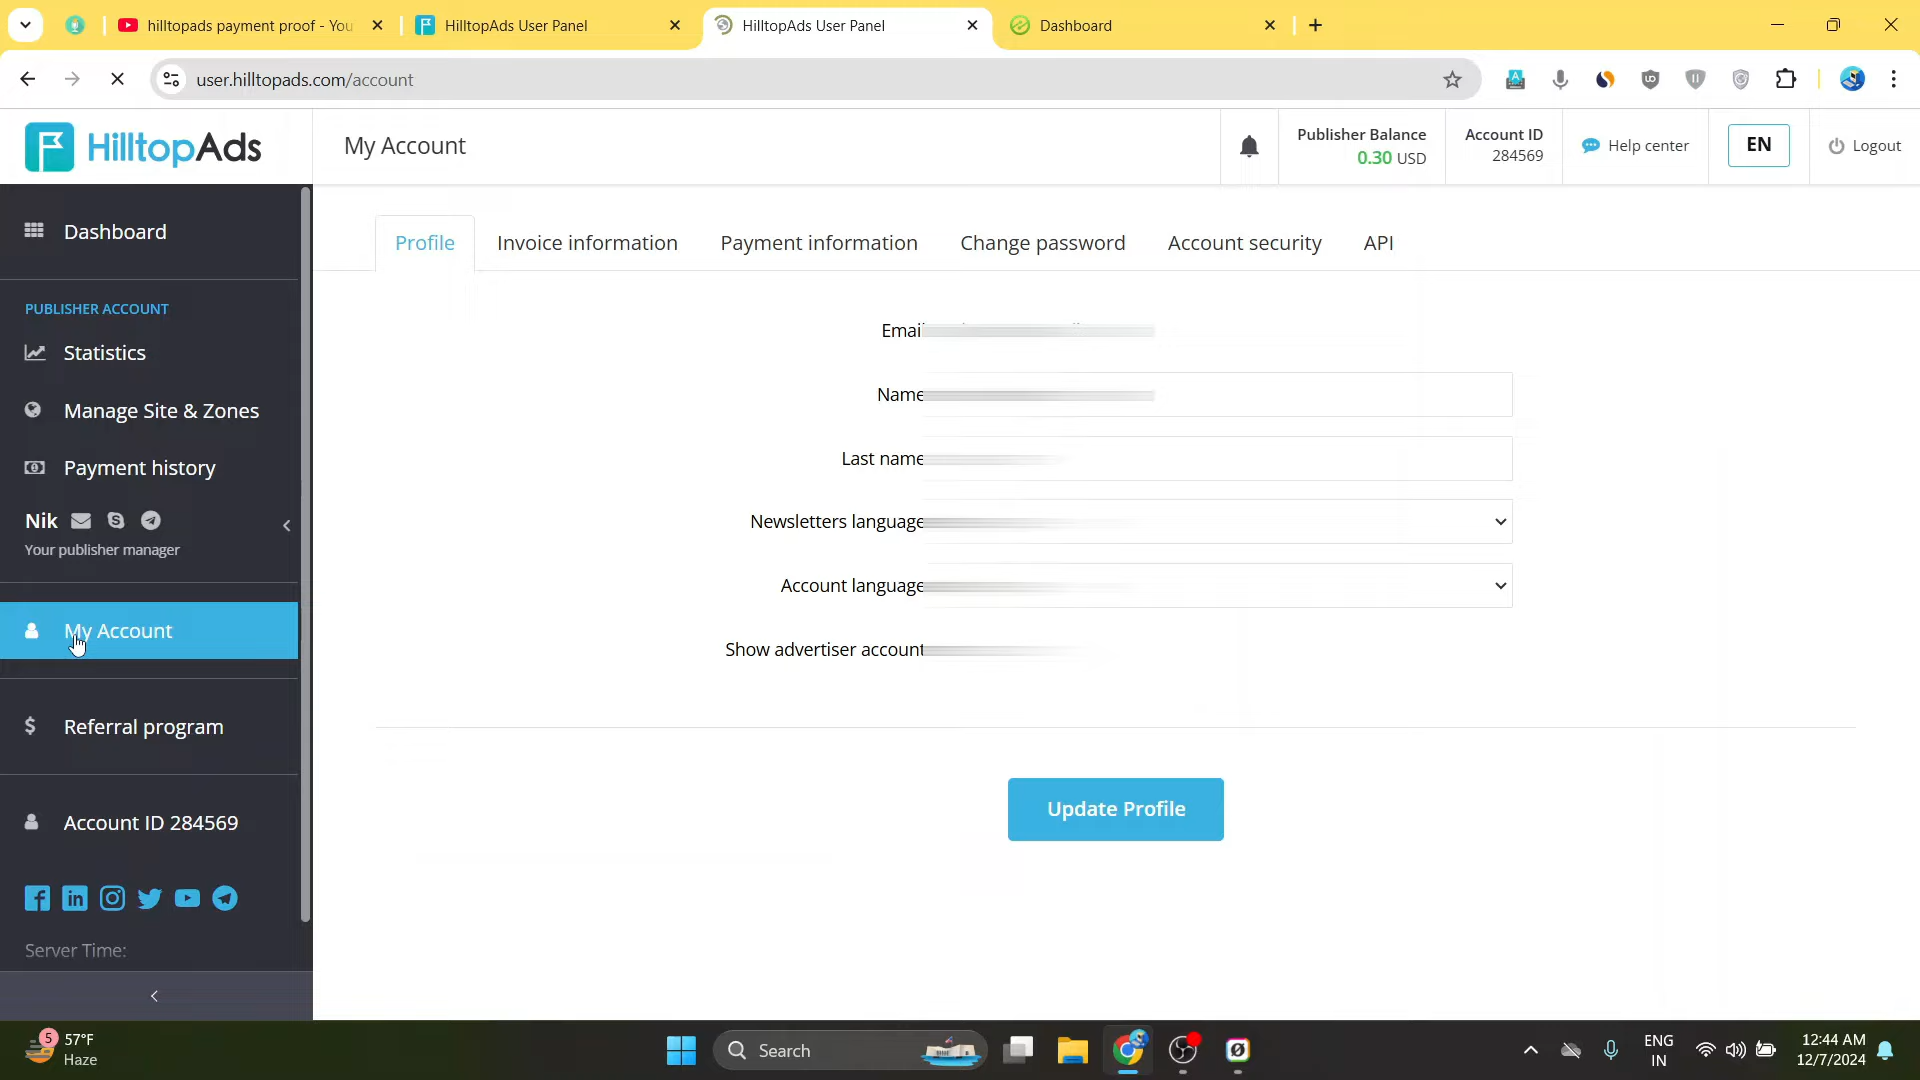 hilltopads payment proof - You
HilltopAds User Panel
HilltopAds User Panel
Dashboard
user.hilltopads.com/account
HilltopAds
My Account
Publisher Balance
0.30 USD
Account ID
284569
Help center
EN
Logout
Dashboard
PUBLISHER ACCOUNT
Statistics
Manage Site & Zones
Payment history
Nik
Your publisher manager
My Account
Referral program
Account ID 284569
Server Time:
Profile
Invoice information
Payment information
Change password
Account security
API
Email
Name
Last name
Newsletters language
Account language
Show advertiser account
Update Profile
5
57°F
Haze
Search
ENG
IN
12:44 AM
12/7/2024